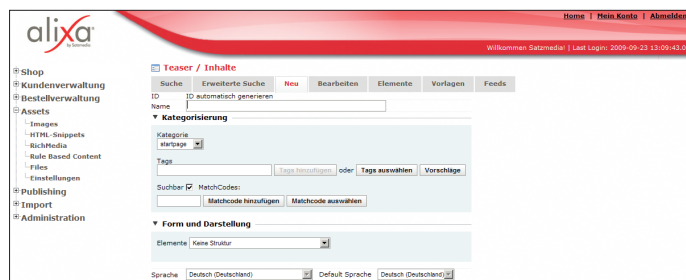 Home | Mein Konto | Abmelden
alixa
by Satzmedia
Willkommen Satzmedia! | Last Login: 2009-09-23 13:09:43.0
Shop
Kundenverwaltung
Bestellverwaltung
Assets
Images
HTML-Snippets
RichMedia
Rule Based Content
Files
Einstellungen
Publishing
Import
Administration
Teaser / Inhalte
Suche Erweiterte Suche Neu Bearbeiten Elemente Vorlagen Feeds
ID ID automatisch generieren
Name
Kategorisierung
Kategorie
startpage
Tags
Tags hinzufügen oder Tags auswählen Vorschläge
Suchbar MatchCodes:
Matchcode hinzufügen Matchcode auswählen
Form und Darstellung
Elemente Keine Struktur
Sprache Deutsch (Deutschland) Default Sprache Deutsch (Deutschland)